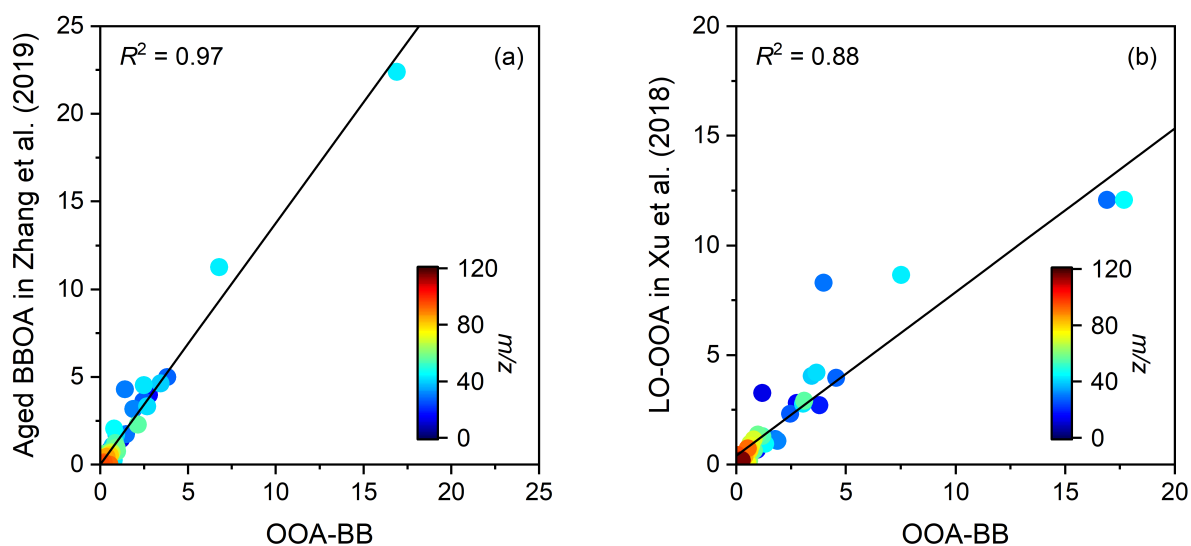 25
20
15
10
5
0
Aged BBOA in Zhang et al. (2019)
R² = 0.97
(a)
120
80
40
0
m/z
0 5 10 15 20 25
OOA-BB
20
15
10
5
0
LO-OOA in Xu et al. (2018)
R² = 0.88
(b)
120
80
40
0
m/z
0 5 10 15 20
OOA-BB